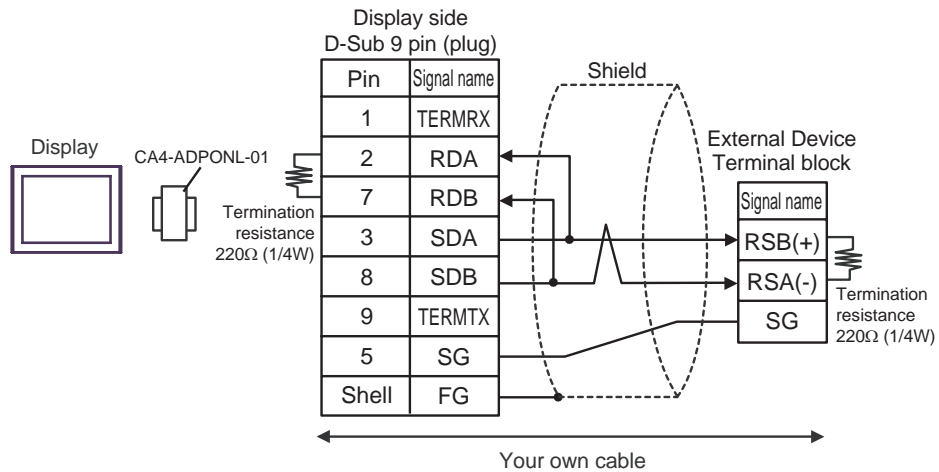 Display side
D-Sub 9 pin (plug)
Pin Signal name
1 TERMRX
2 RDA
7 RDB
3 SDA
8 SDB
9 TERMTX
5 SG
Shell FG
Display
CA4-ADPONL-01
Termination
resistance
220Ω (1/4W)
Shield
External Device
Terminal block
Signal name
RSB(+)
RSA(-)
SG
Termination
resistance
220Ω (1/4W)
Your own cable